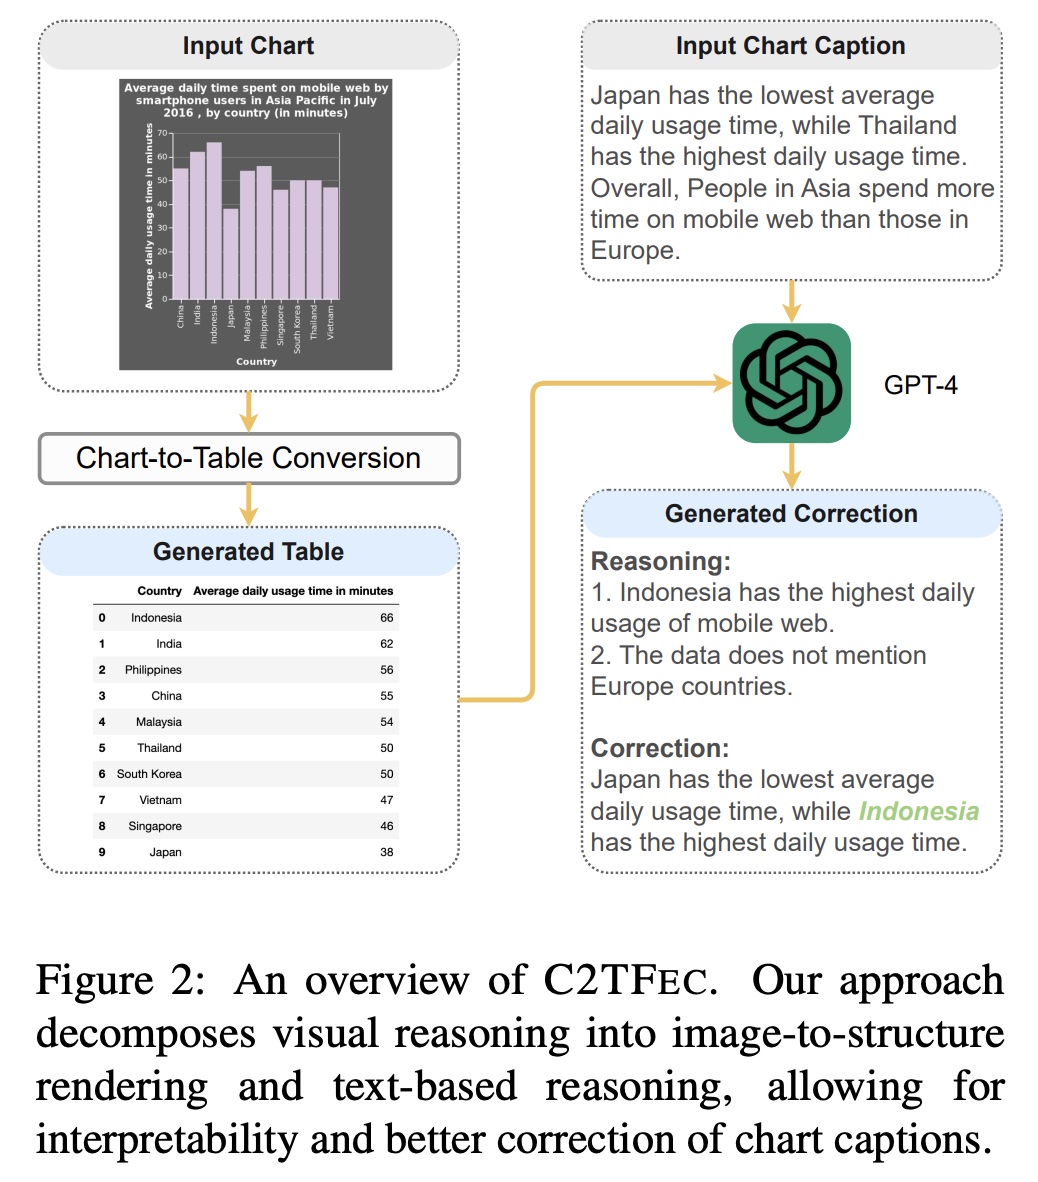 Input Chart
Average daily time spent on mobile web by
smartphone users in Asia Pacific in July
2016 , by country (in minutes)
Average daily usage time in minutes
70
60
50
40
30
20
10
0
China
India
Indonesia
Japan
Malaysia
Philippines
Singapore
South Korea
Thailand
Vietnam
Country
Chart-to-Table Conversion
Generated Table
Country Average daily usage time in minutes
0 Indonesia 66
1 India 62
2 Philippines 56
3 China 55
4 Malaysia 54
5 Thailand 50
6 South Korea 50
7 Vietnam 47
8 Singapore 46
9 Japan 38
Input Chart Caption
Japan has the lowest average
daily usage time, while Thailand
has the highest daily usage time.
Overall, People in Asia spend more
time on mobile web than those in
Europe.
GPT-4
Generated Correction
Reasoning:
1. Indonesia has the highest daily
usage of mobile web.
2. The data does not mention
Europe countries.
Correction:
Japan has the lowest average
daily usage time, while Indonesia
has the highest daily usage time.
Figure 2: An overview of C2TFEC. Our approach
decomposes visual reasoning into image-to-structure
rendering and text-based reasoning, allowing for
interpretability and better correction of chart captions.